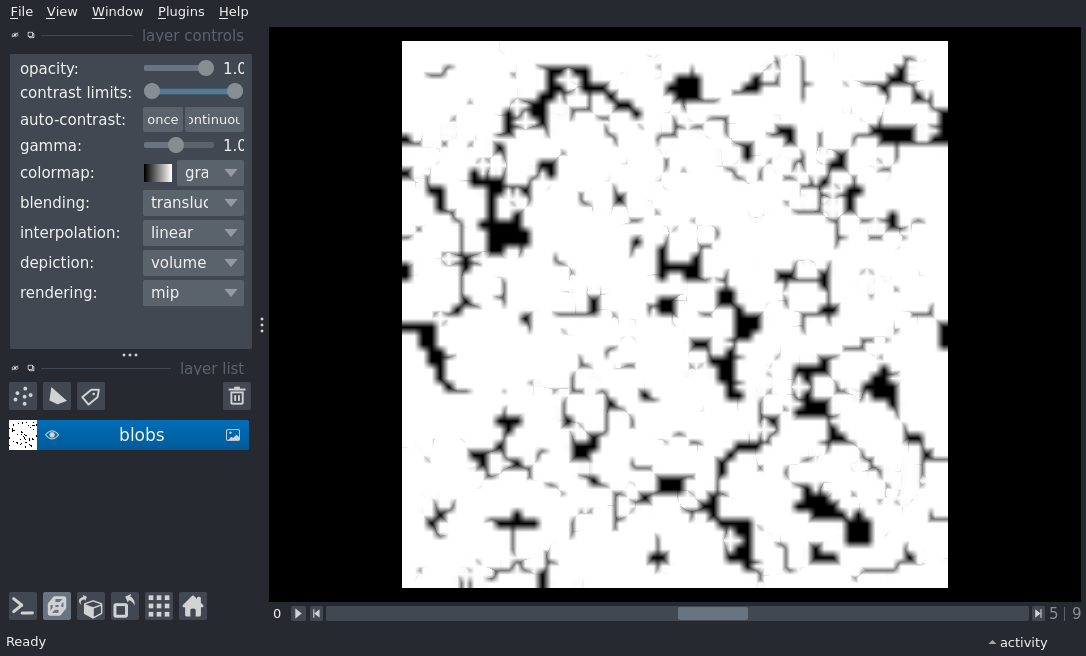 File View Window Plugins Help
layer controls
opacity: 1.0
contrast limits:
auto-contrast: once ontinuou
gamma: 1.0
colormap: gra
blending: transluc
interpolation: linear
depiction: volume
rendering: mip
layer list
blobs
0 5 | 9
Ready activity